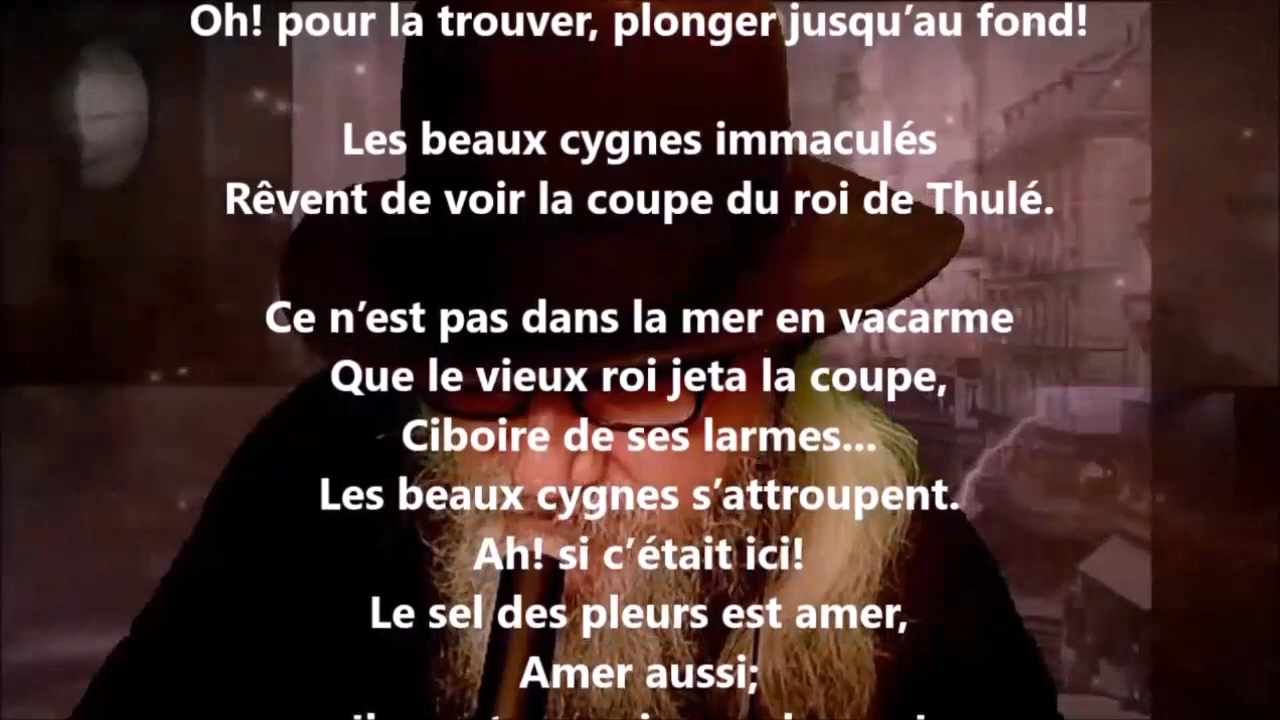 Oh! pour la trouver, plonger jusqu’au fond!
Les beaux cygnes immaculés
Rêvent de voir la coupe du roi de Thulé.
Ce n’est pas dans la mer en vacarme
Que le vieux roi jeta la coupe,
Ciboire de ses larmes...
Les beaux cygnes s’attroupent.
Ah! si c’était ici!
Le sel des pleurs est amer,
Amer aussi;